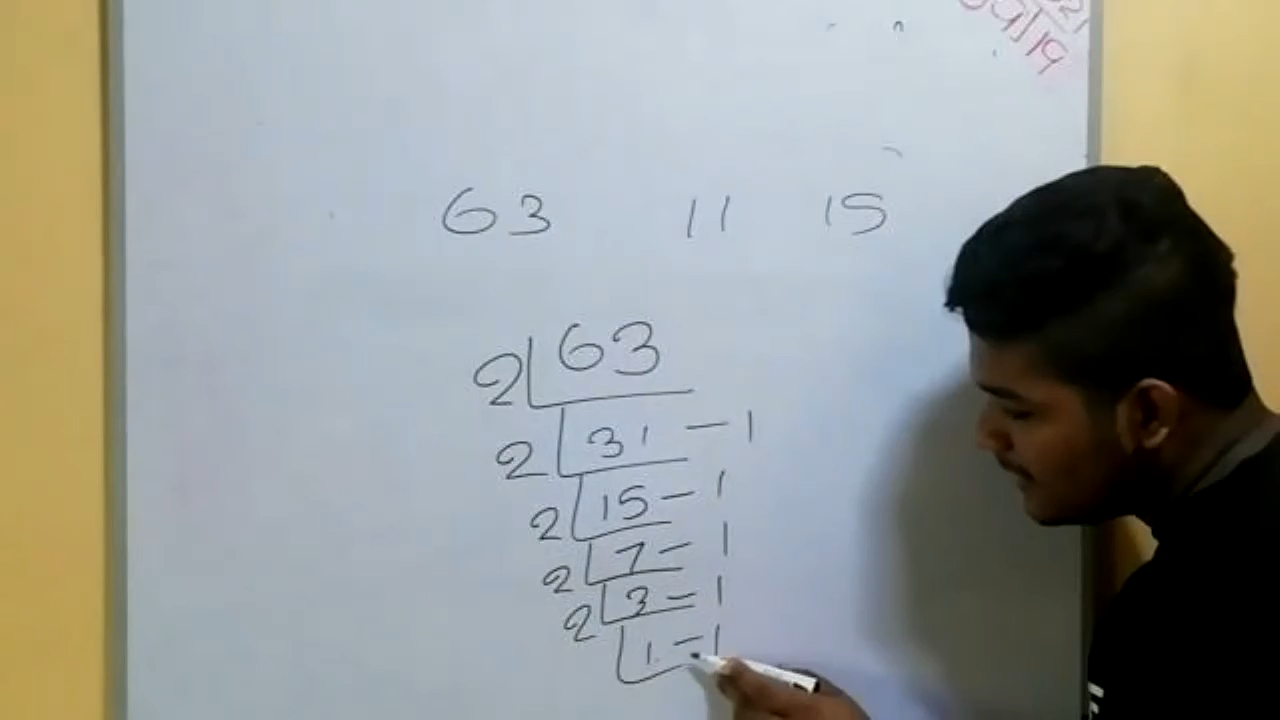 63 11 15
2 63
2 31 - 1
2 15 - 1
2 7 - 1
2 3 - 1
1 - 1